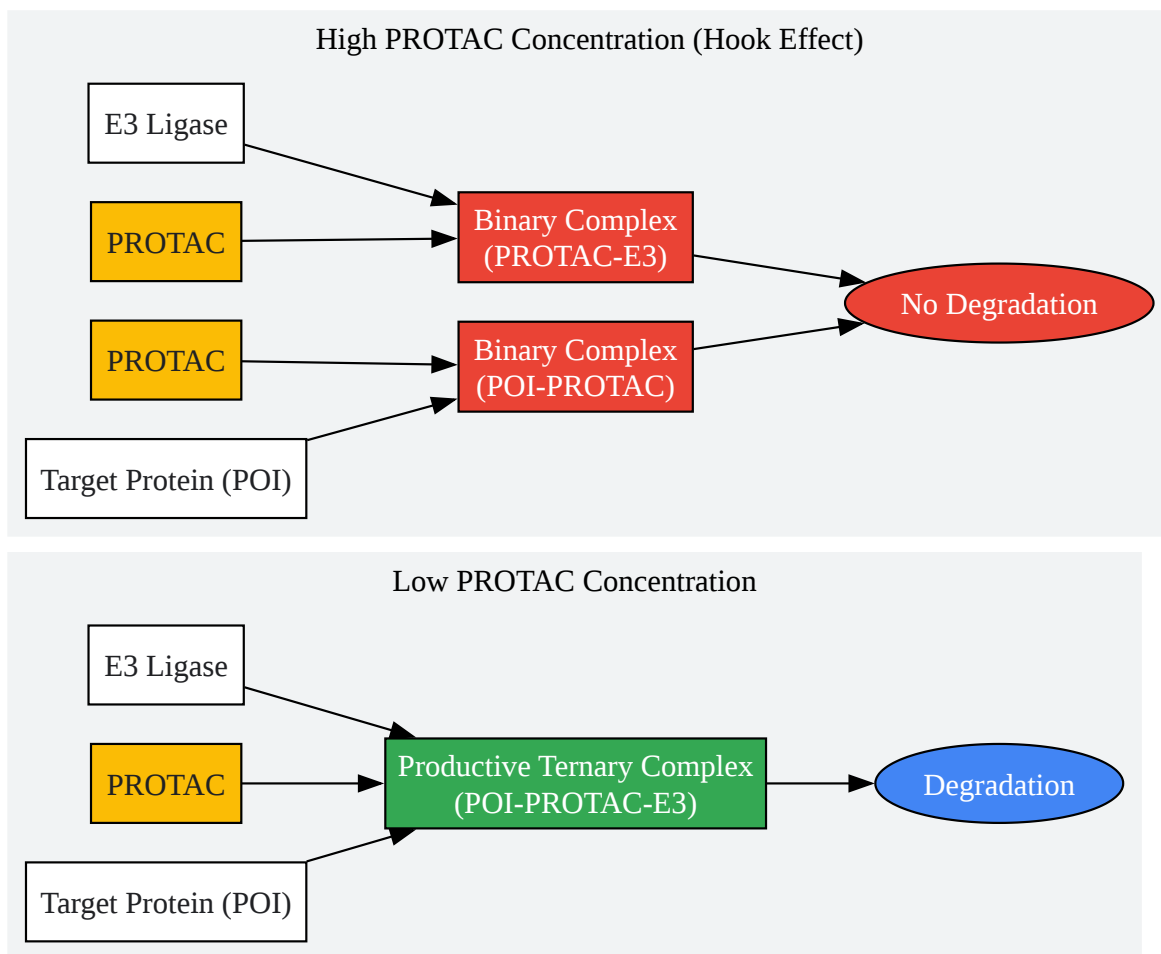 High PROTAC Concentration (Hook Effect)
E3 Ligase
PROTAC
Binary Complex
(PROTAC-E3)
No Degradation
PROTAC
Binary Complex
(POI-PROTAC)
Target Protein (POI)
Low PROTAC Concentration
E3 Ligase
PROTAC
Productive Ternary Complex
(POI-PROTAC-E3)
Degradation
Target Protein (POI)